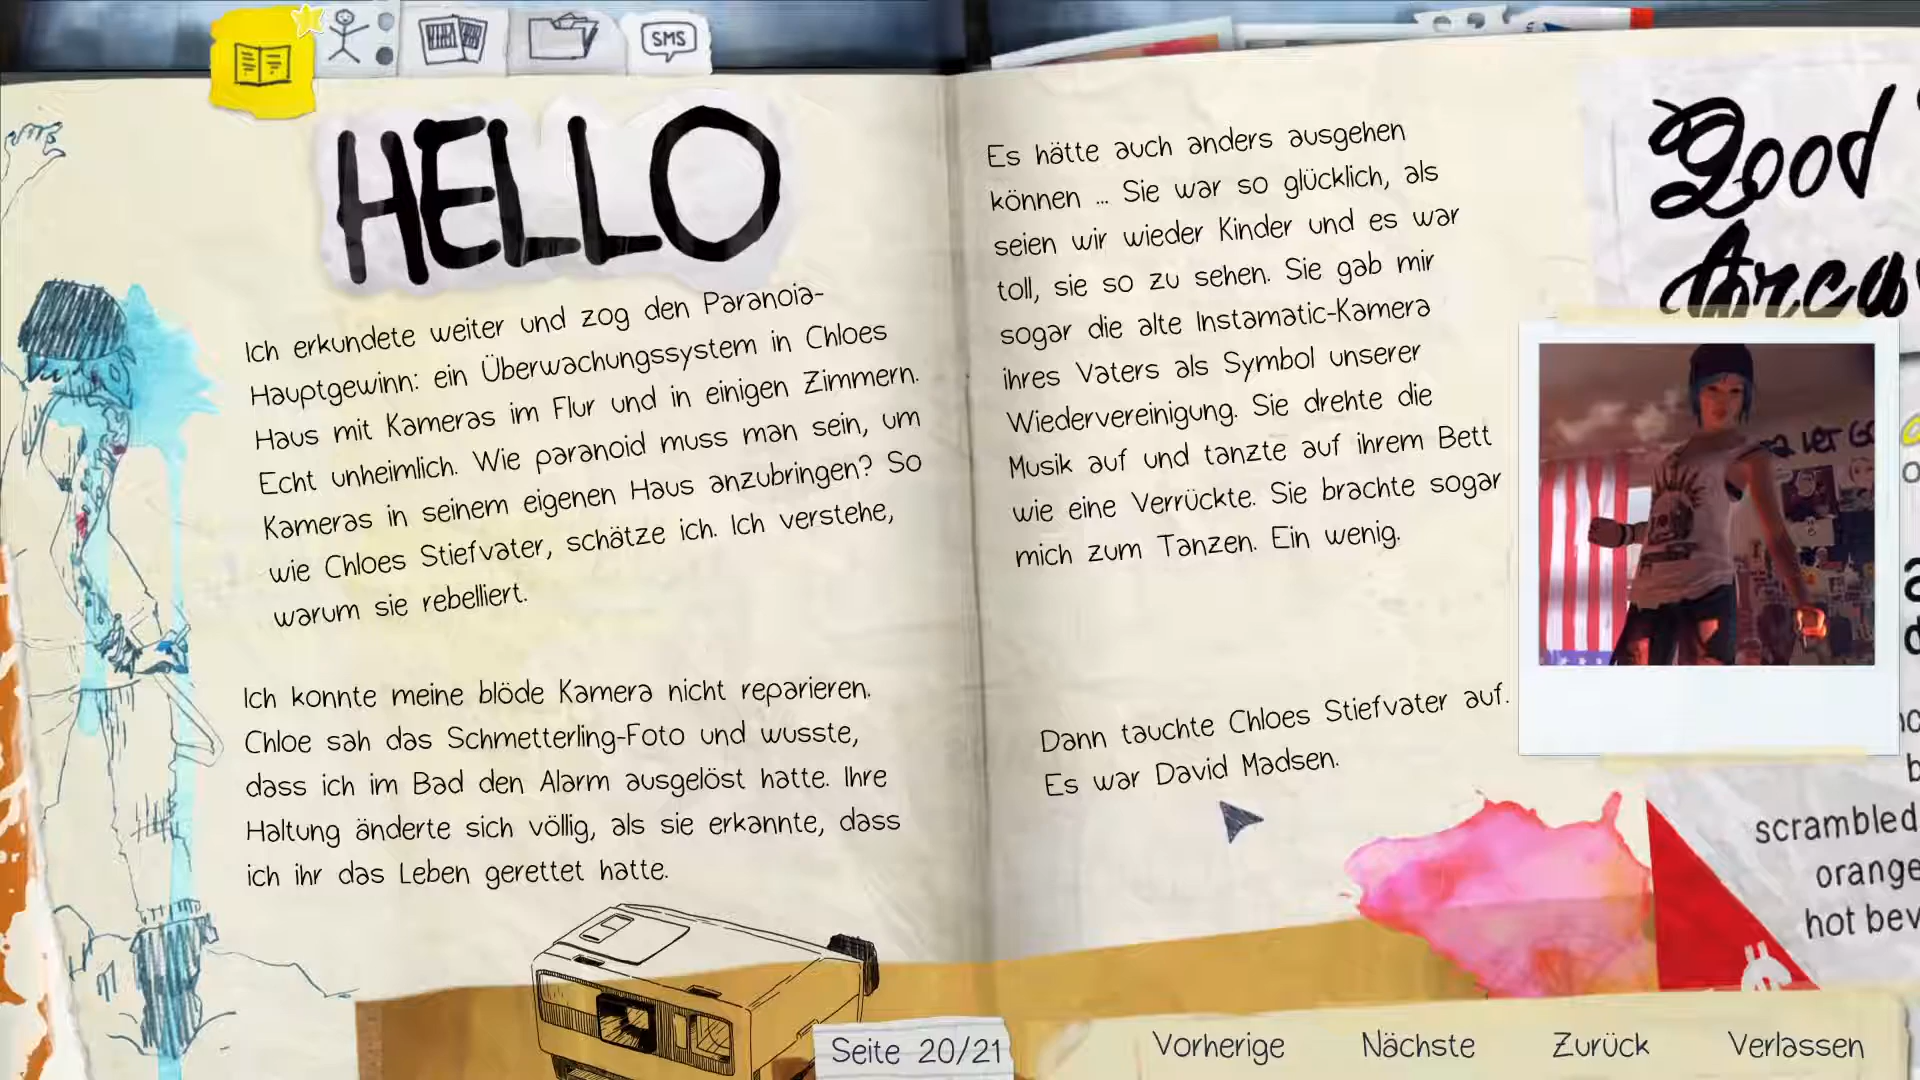 SMS
HELLO
Ich erkundete weiter und zog den Paranoia-
Hauptgewinn: ein Überwachungssystem in Chloes
Haus mit Kameras im Flur und in einigen Zimmern.
Echt unheimlich. Wie paranoid muss man sein, um
Kameras in seinem eigenen Haus anzubringen? So
wie Chloes Stiefvater, schätze ich. Ich verstehe,
warum sie rebelliert.
Ich konnte meine blöde Kamera nicht reparieren.
Chloe sah das Schmetterling-Foto und wusste,
dass ich im Bad den Alarm ausgelöst hatte. Ihre
Haltung änderte sich völlig, als sie erkannte, dass
ich ihr das Leben gerettet hatte.
Es hätte auch anders ausgehen
können ... Sie war so glücklich, als
seien wir wieder Kinder und es war
toll, sie so zu sehen. Sie gab mir
sogar die alte Instamatic-Kamera
ihres Vaters als Symbol unserer
Wiedervereinigung. Sie drehte die
Musik auf und tanzte auf ihrem Bett
wie eine Verrückte. Sie brachte sogar
mich zum Tanzen. Ein wenig.
Dann tauchte Chloes Stiefvater auf.
Es war David Madsen.
Good
scrambled
orange
hot bev
Seite 20/21
Vorherige
Nächste
Zurück
Verlassen